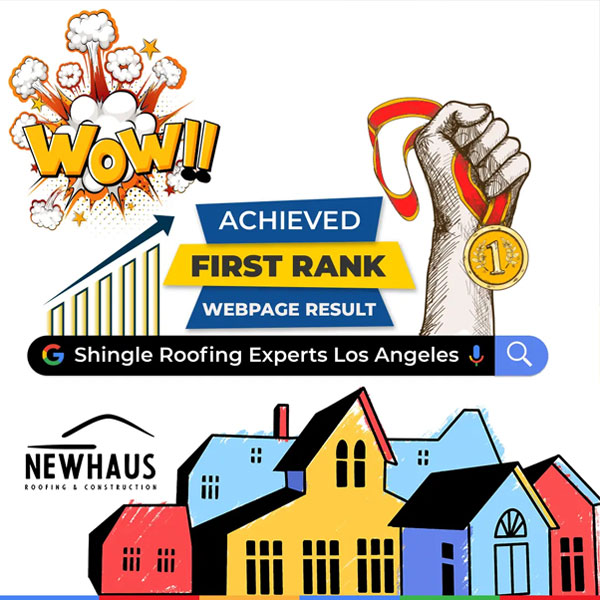 WOW!!
ACHIEVED
FIRST RANK
WEBPAGE RESULT
1
G Shingle Roofing Experts Los Angeles
NEWHAUS
ROOFING & CONSTRUCTION